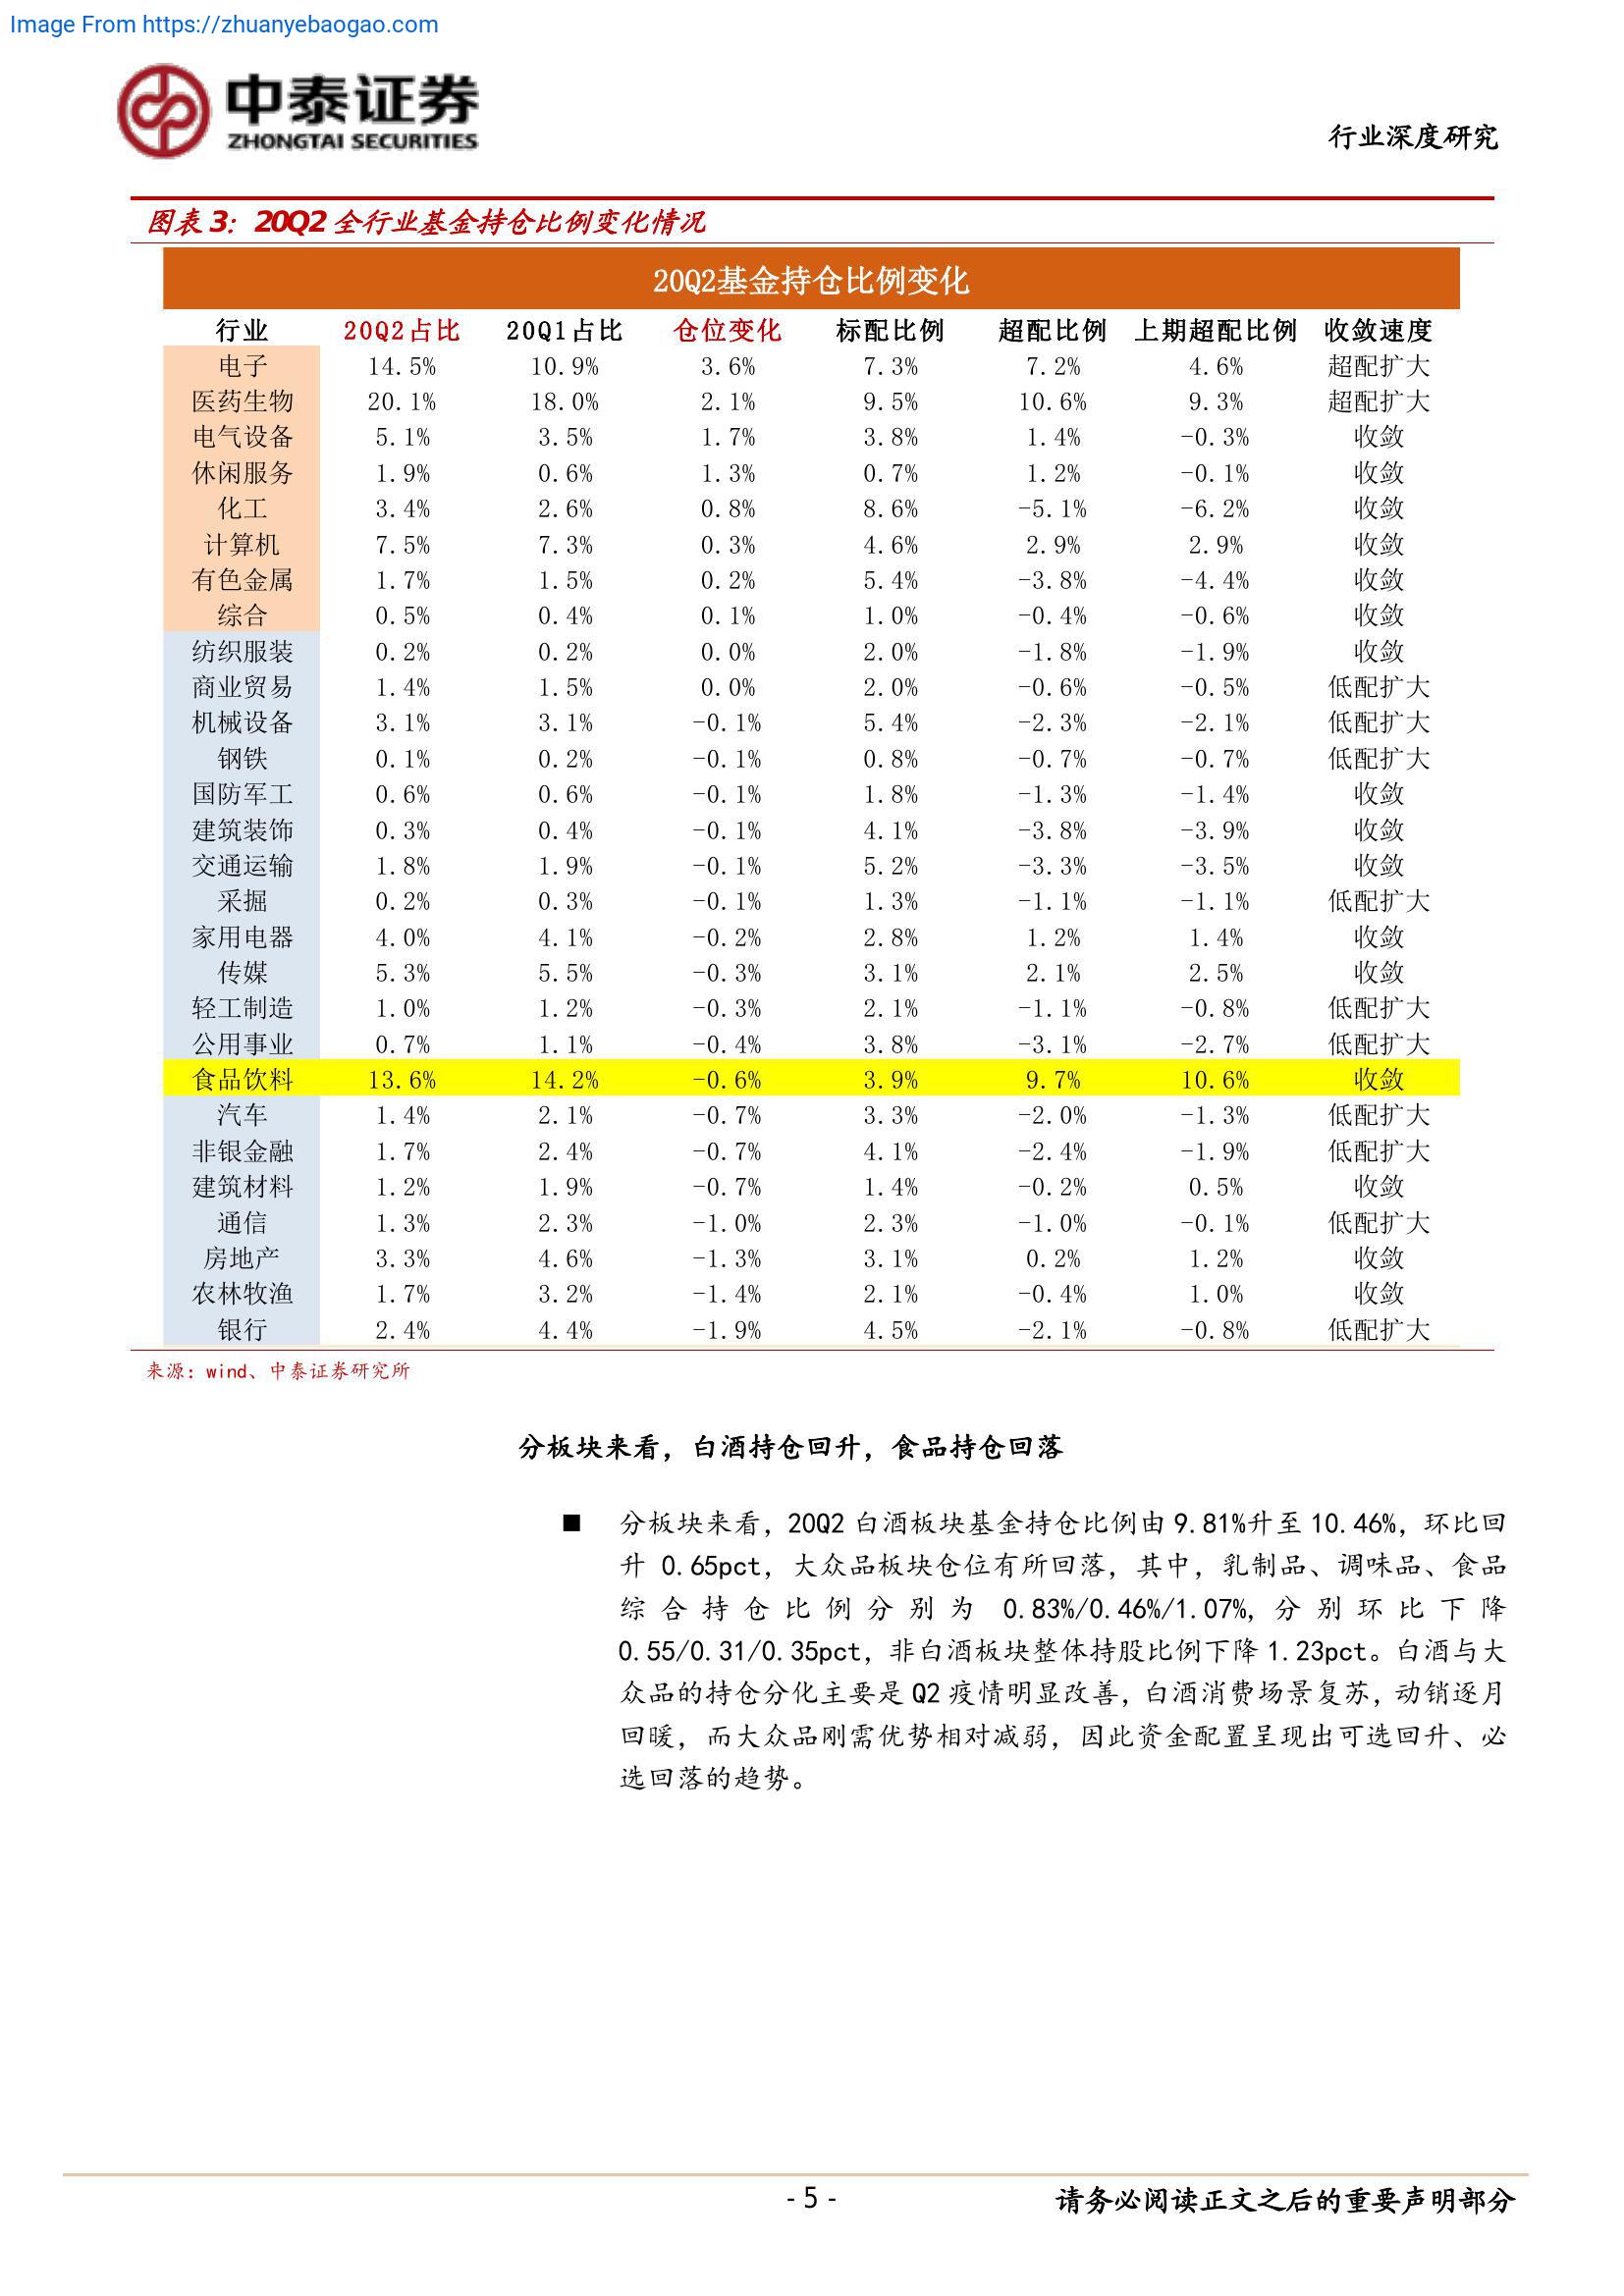 Image From https://zhuanyebaogao.com
中泰证券
ZHONGTAI SECURITIES
行业深度研究
图表 3：20Q2 全行业基金持仓比例变化情况
20Q2基金持仓比例变化
行业 20Q2占比 20Q1占比 仓位变化 标配比例 超配比例 上期超配比例 收敛速度
电子 14.5% 10.9% 3.6% 7.3% 7.2% 4.6% 超配扩大
医药生物 20.1% 18.0% 2.1% 9.5% 10.6% 9.3% 超配扩大
电气设备 5.1% 3.5% 1.7% 3.8% 1.4% -0.3% 收敛
休闲服务 1.9% 0.6% 1.3% 0.7% 1.2% -0.1% 收敛
化工 3.4% 2.6% 0.8% 8.6% -5.1% -6.2% 收敛
计算机 7.5% 7.3% 0.3% 4.6% 2.9% 2.9% 收敛
有色金属 1.7% 1.5% 0.2% 5.4% -3.8% -4.4% 收敛
综合 0.5% 0.4% 0.1% 1.0% -0.4% -0.6% 收敛
纺织服装 0.2% 0.2% 0.0% 2.0% -1.8% -1.9% 收敛
商业贸易 1.4% 1.5% 0.0% 2.0% -0.6% -0.5% 低配扩大
机械设备 3.1% 3.1% -0.1% 5.4% -2.3% -2.1% 低配扩大
钢铁 0.1% 0.2% -0.1% 0.8% -0.7% -0.7% 低配扩大
国防军工 0.6% 0.6% -0.1% 1.8% -1.3% -1.4% 收敛
建筑装饰 0.3% 0.4% -0.1% 4.1% -3.8% -3.9% 收敛
交通运输 1.8% 1.9% -0.1% 5.2% -3.3% -3.5% 收敛
采掘 0.2% 0.3% -0.1% 1.3% -1.1% -1.1% 低配扩大
家用电器 4.0% 4.1% -0.2% 2.8% 1.2% 1.4% 收敛
传媒 5.3% 5.5% -0.3% 3.1% 2.1% 2.5% 收敛
轻工制造 1.0% 1.2% -0.3% 2.1% -1.1% -0.8% 低配扩大
公用事业 0.7% 1.1% -0.4% 3.8% -3.1% -2.7% 低配扩大
食品饮料 13.6% 14.2% -0.6% 3.9% 9.7% 10.6% 收敛
汽车 1.4% 2.1% -0.7% 3.3% -2.0% -1.3% 低配扩大
非银金融 1.7% 2.4% -0.7% 4.1% -2.4% -1.9% 低配扩大
建筑材料 1.2% 1.9% -0.7% 1.4% -0.2% 0.5% 收敛
通信 1.3% 2.3% -1.0% 2.3% -1.0% -0.1% 低配扩大
房地产 3.3% 4.6% -1.3% 3.1% 0.2% 1.2% 收敛
农林牧渔 1.7% 3.2% -1.4% 2.1% -0.4% 1.0% 收敛
银行 2.4% 4.4% -1.9% 4.5% -2.1% -0.8% 低配扩大
来源：wind、中泰证券研究所
分板块来看，白酒持仓回升，食品持仓回落
■ 分板块来看，20Q2 白酒板块基金持仓比例由 9.81%升至 10.46%，环比回
升 0.65pct，大众品板块仓位有所回落，其中，乳制品、调味品、食品
综合持仓比例分别为 0.83%/0.46%/1.07%,分别环比下降
0.55/0.31/0.35pct，非白酒板块整体持股比例下降 1.23pct。白酒与大
众品的持仓分化主要是 Q2 疫情明显改善，白酒消费场景复苏，动销逐月
回暖，而大众品刚需优势相对减弱，因此资金配置呈现出可选回升、必
选回落的趋势。
- 5 -
请务必阅读正文之后的重要声明部分